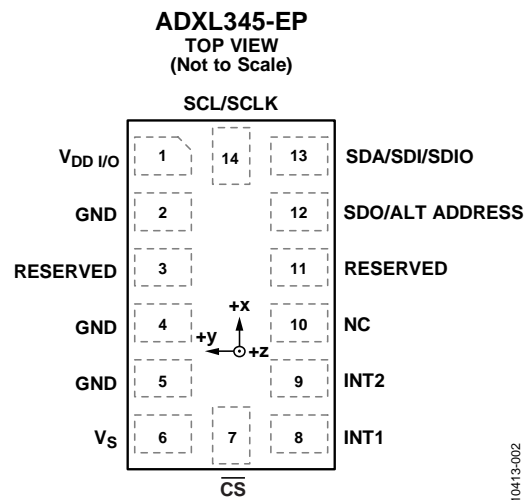 ADXL345-EP
TOP VIEW
(Not to Scale)
SCL/SCLK
VDD I/O 1 14 13 SDA/SDI/SDIO
GND 2 12 SDO/ALT ADDRESS
RESERVED 3 11 RESERVED
+x
GND 4 10 NC
+y +z
GND 5 9 INT2
VS 6 7 8 INT1
CS
10413-002